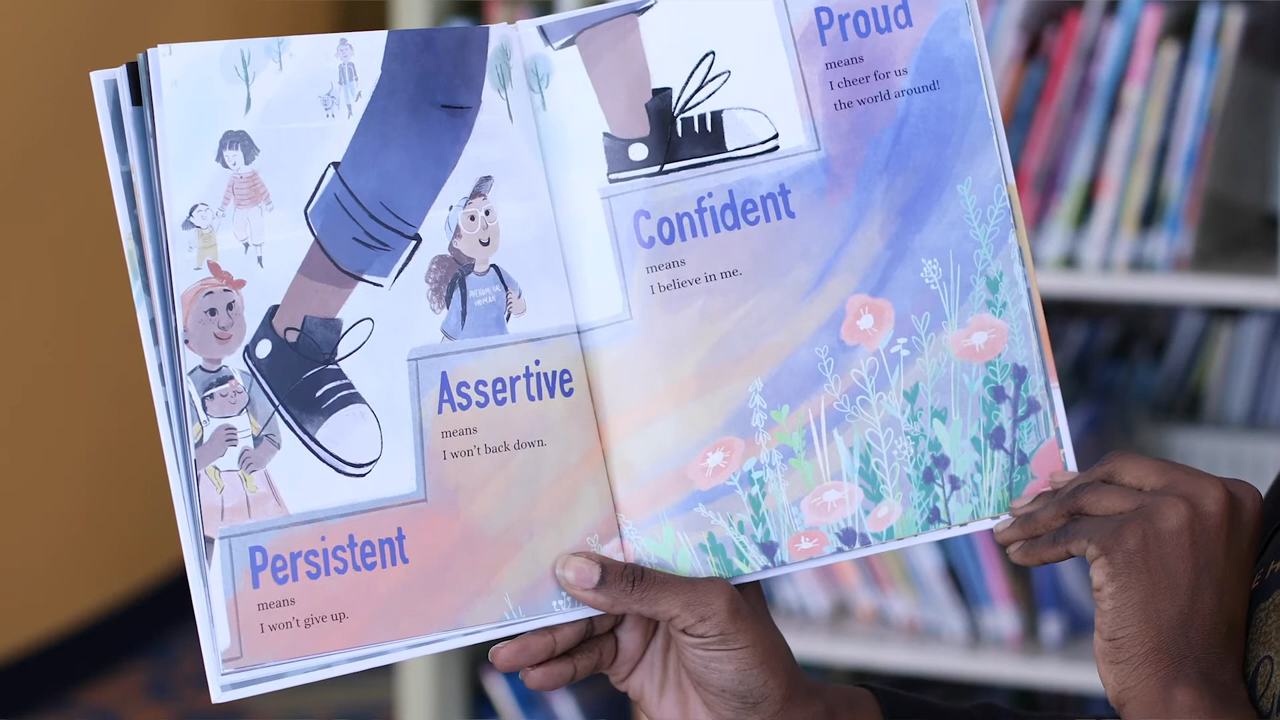 Persistent
means
I won't give up.
Assertive
means
I won't back down.
Confident
means
I believe in me.
Proud
means
I cheer for us
the world around!
HUMAN